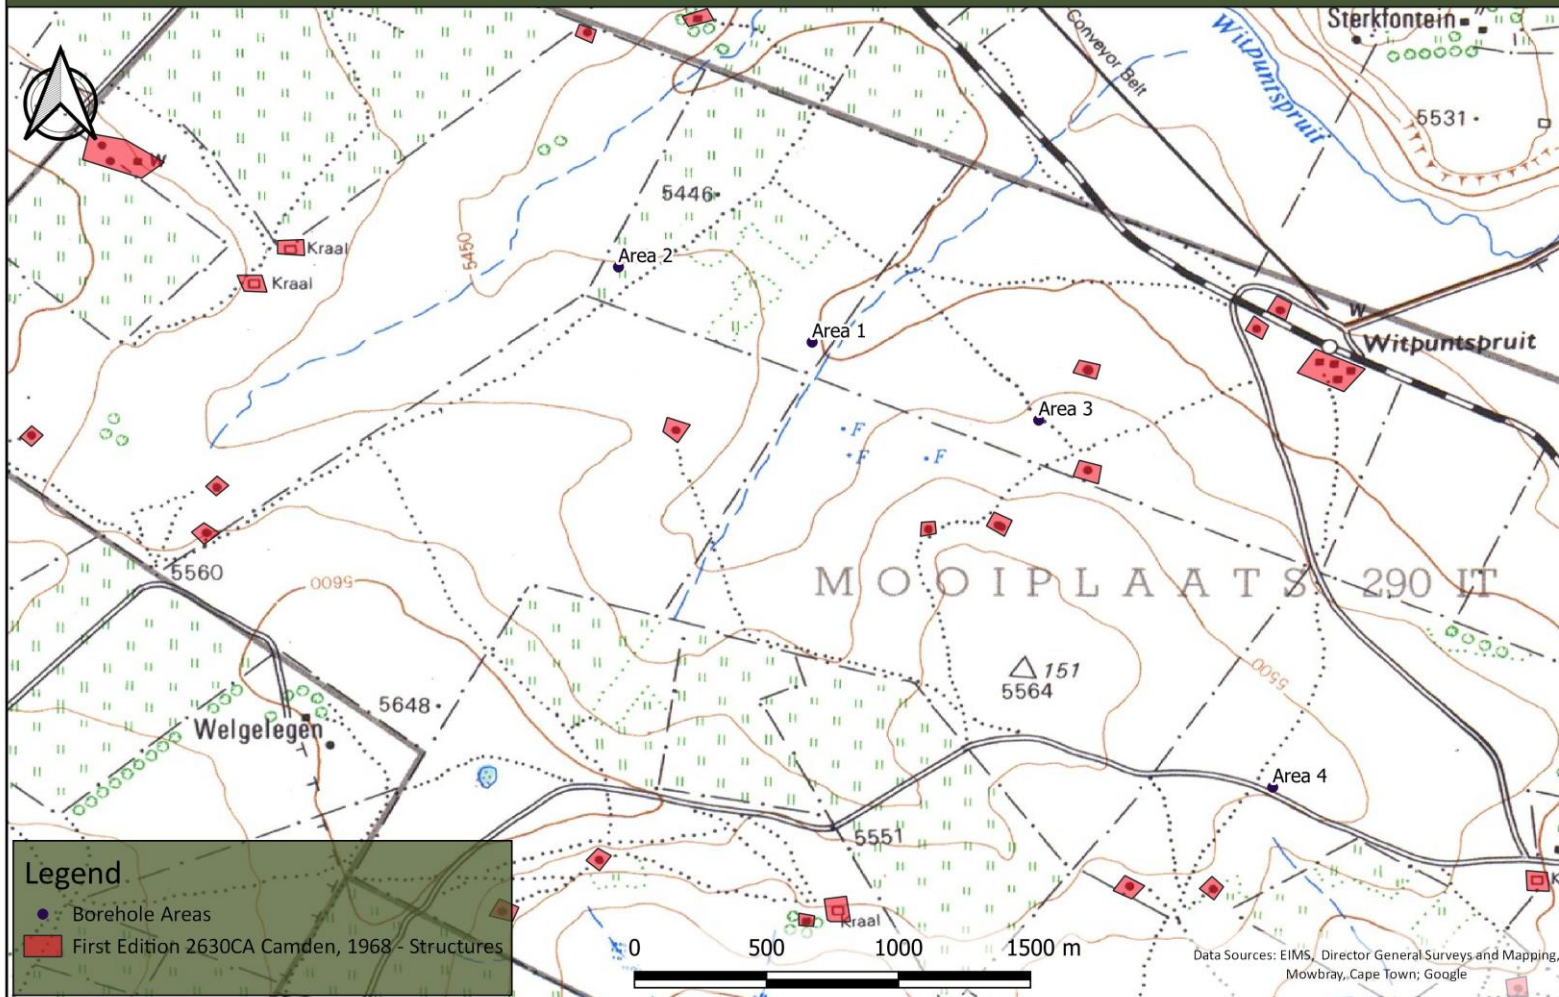 Conveyor Belt
Witpuntspruit
Sterkfontein
5531
W
5446
Kraal
Kraal
5450
Area 2
Area 1
W
Witpuntspruit
Area 3
F
F
F
5560
5600
MOOIPLAATS 290 IT
151
5564
5500
5648
Welgelegen
Area 4
5551
K
Kraal
Legend
Borehole Areas
First Edition 2630CA Camden, 1968 - Structures
0 500 1000 1500 m
Data Sources: EIMS, Director General Surveys and Mapping,
Mowbray, Cape Town; Google